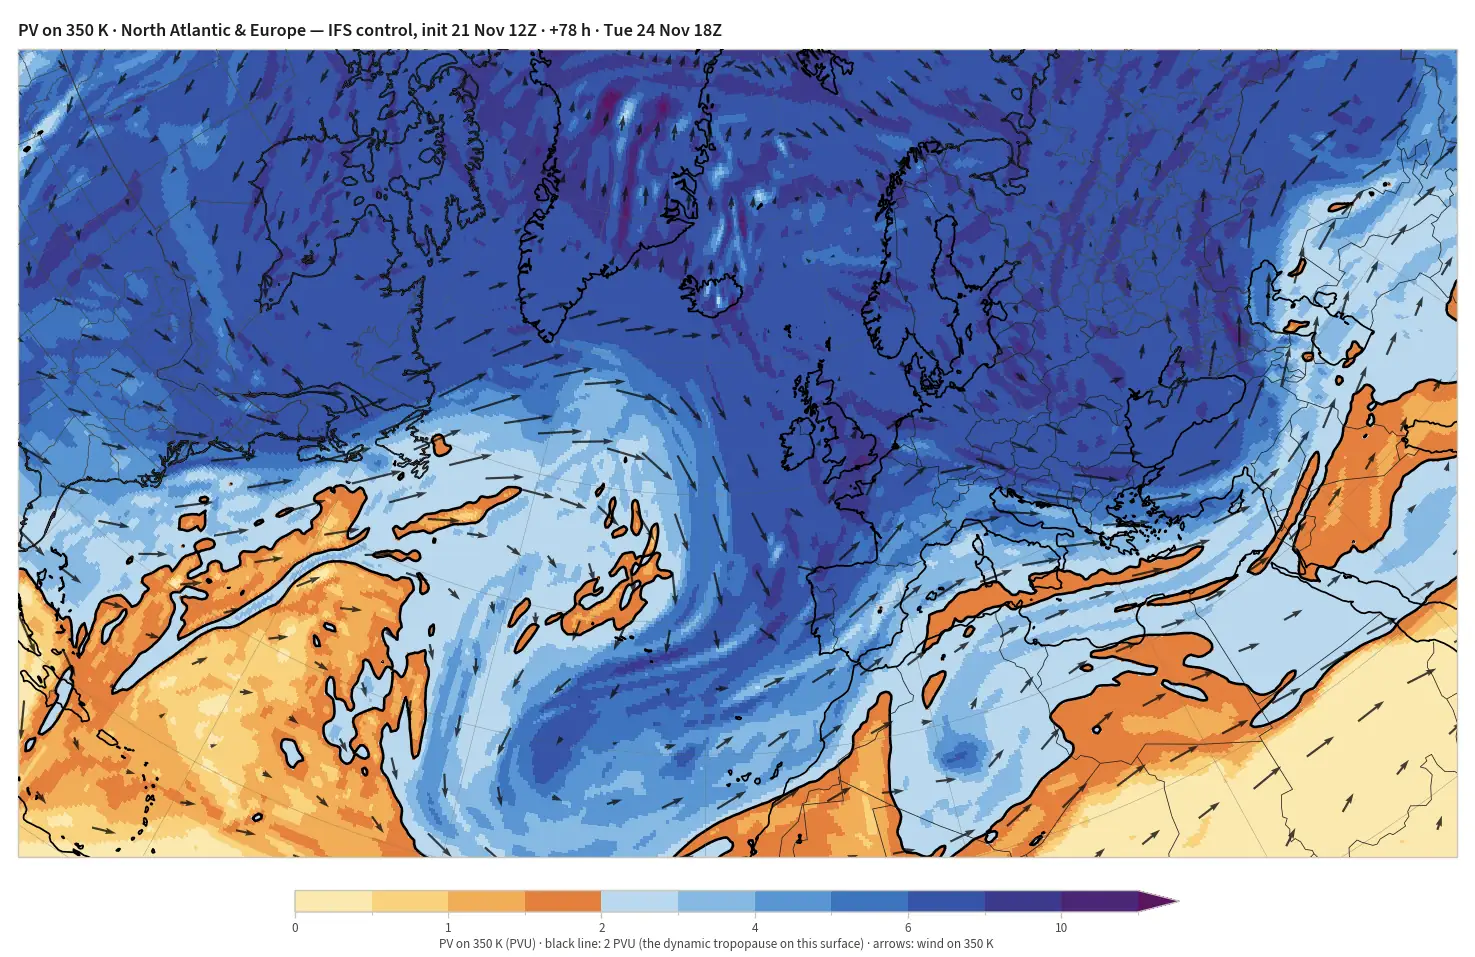 PV on 350 K · North Atlantic & Europe — IFS control, init 21 Nov 12Z · +78 h · Tue 24 Nov 18Z
0 1 2 4 6 10
PV on 350 K (PVU) · black line: 2 PVU (the dynamic tropopause on this surface) · arrows: wind on 350 K